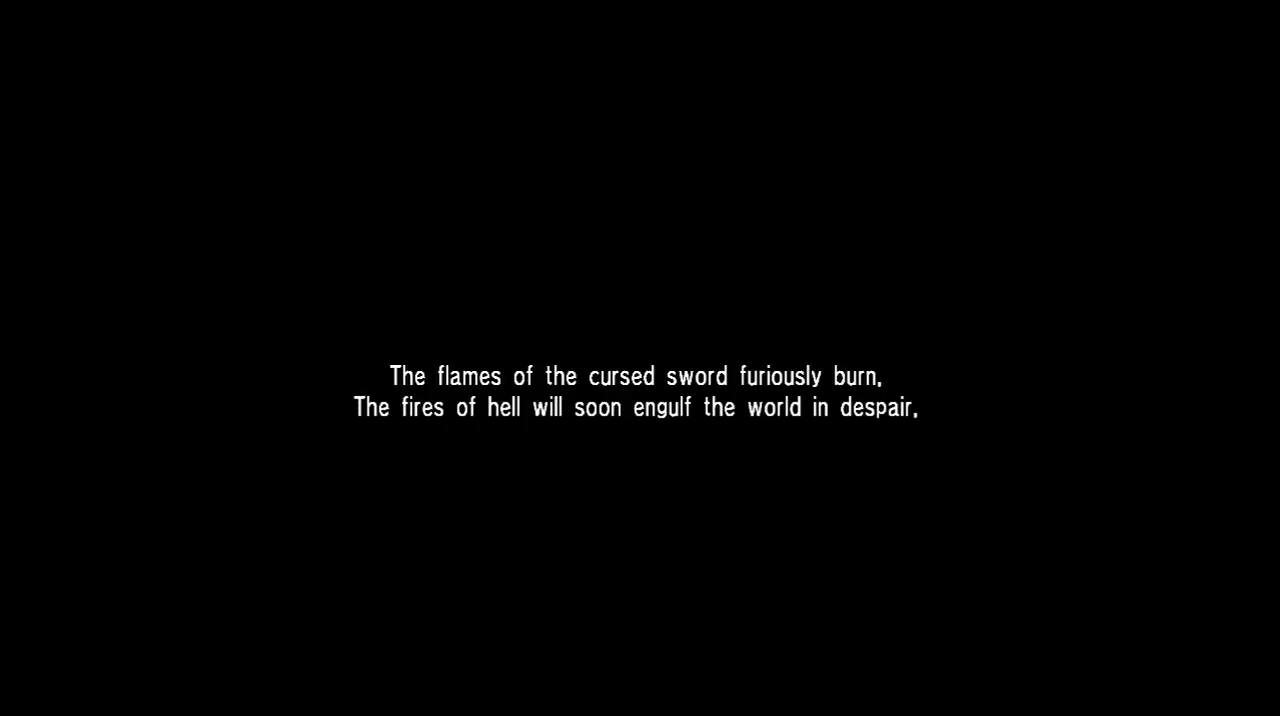 The flames of the cursed sword furiously burn,
The fires of hell will soon engulf the world in despair,